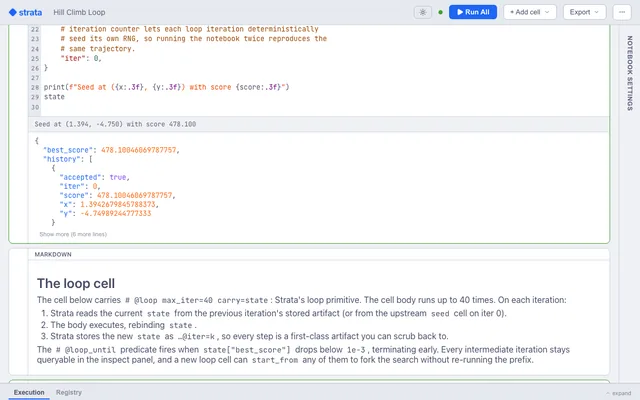 strata Hill Climb Loop Run All + Add cell Export ...
NOTEBOOK SETTINGS
22 # iteration counter lets each loop iteration deterministically
23 # seed its own RNG, so running the notebook twice reproduces the
24 # same trajectory.
25 "iter": 0,
26 }
27
28 print(f"Seed at ({x:.3f}, {y:.3f}) with score {score:.3f}")
29 state
30
Seed at (1.394, -4.750) with score 478.100
{
"best_score": 478.10046069787757,
"history": [
{
"accepted": true,
"iter": 0,
"score": 478.10046069787757,
"x": 1.3942679845788373,
"y": -4.74989244777333
}
Show more (6 more lines)
MARKDOWN
The loop cell
The cell below carries # @loop max_iter=40 carry=state : Strata's loop primitive. The cell body runs up to 40 times. On each iteration:
1. Strata reads the current state from the previous iteration's stored artifact (or from the upstream seed cell on iter 0).
2. The body executes, rebinding state .
3. Strata stores the new state as …@iter=k , so every step is a first-class artifact you can scrub back to.
The # @loop_until predicate fires when state["best_score"] drops below 1e-3 , terminating early. Every intermediate iteration stays
queryable in the inspect panel, and a new loop cell can start_from any of them to fork the search without re-running the prefix.
Execution Registry expand